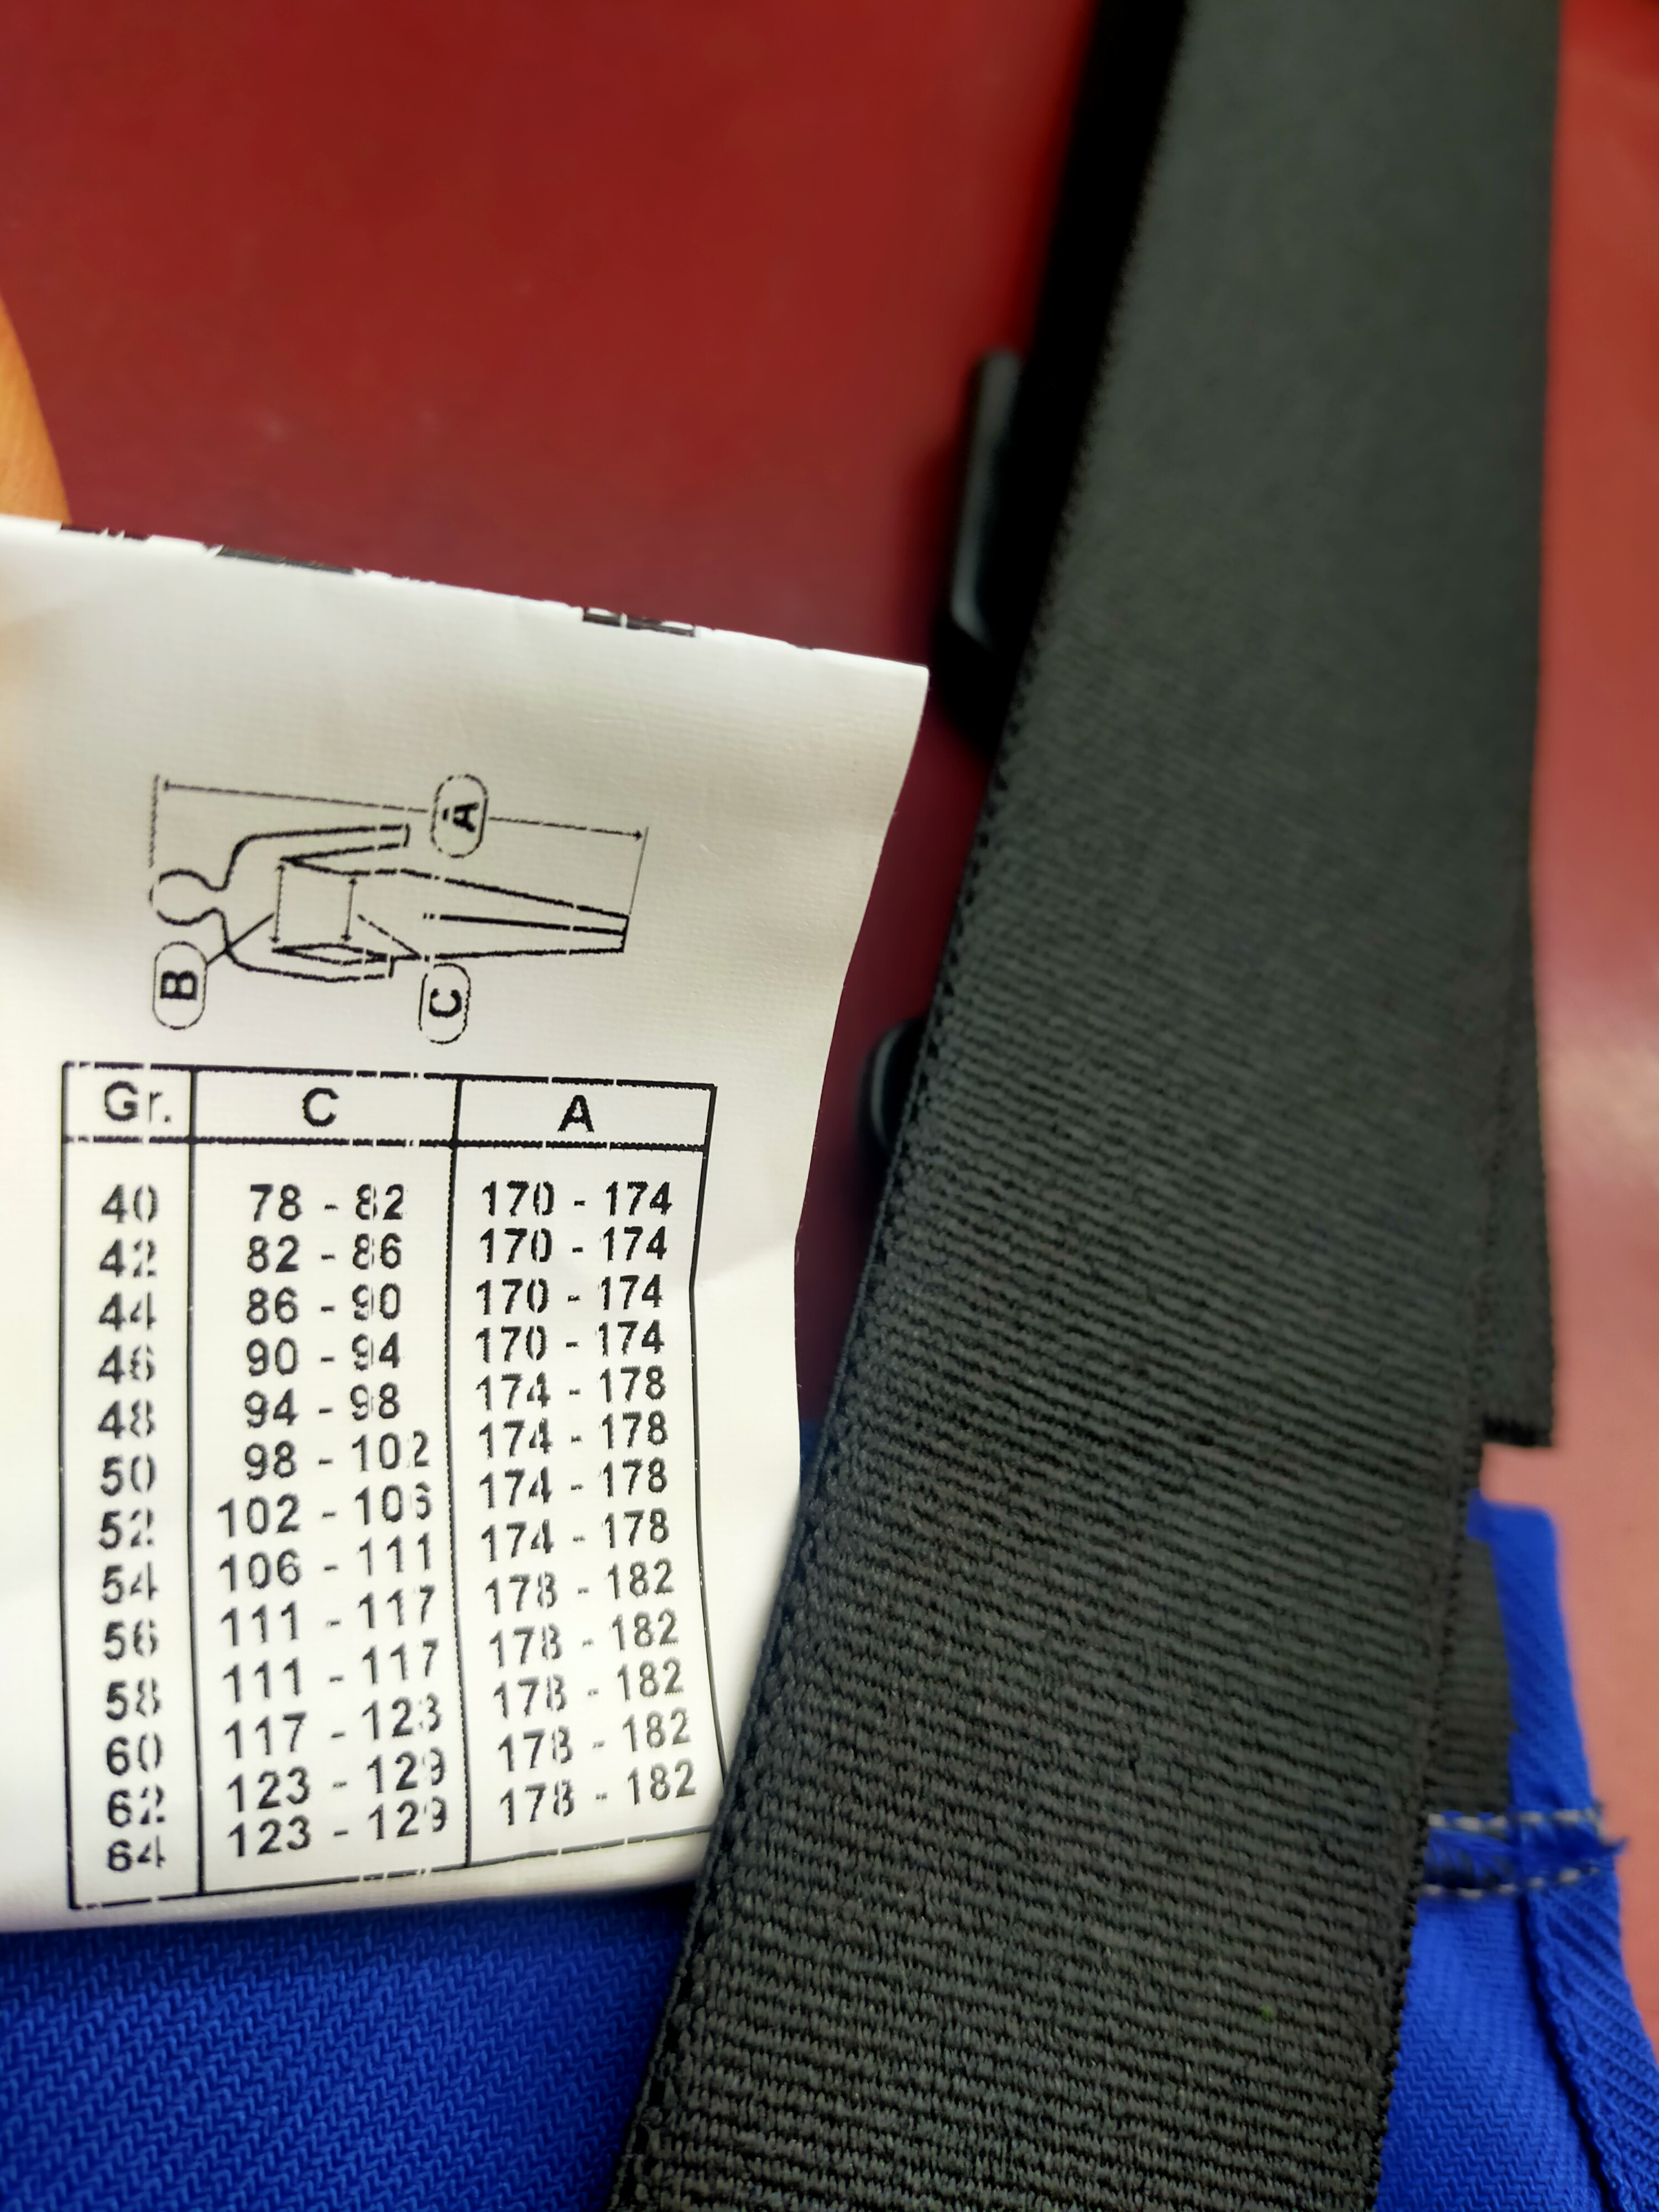 A
B
C
Gr. C A
40 78 - 82 170 - 174
42 82 - 86 170 - 174
44 86 - 90 170 - 174
46 90 - 94 170 - 174
48 94 - 98 174 - 178
50 98 - 102 174 - 178
52 102 - 106 174 - 178
54 106 - 111 174 - 178
56 111 - 117 178 - 182
58 111 - 117 178 - 182
60 117 - 123 178 - 182
62 123 - 129 178 - 182
64 123 - 129 178 - 182